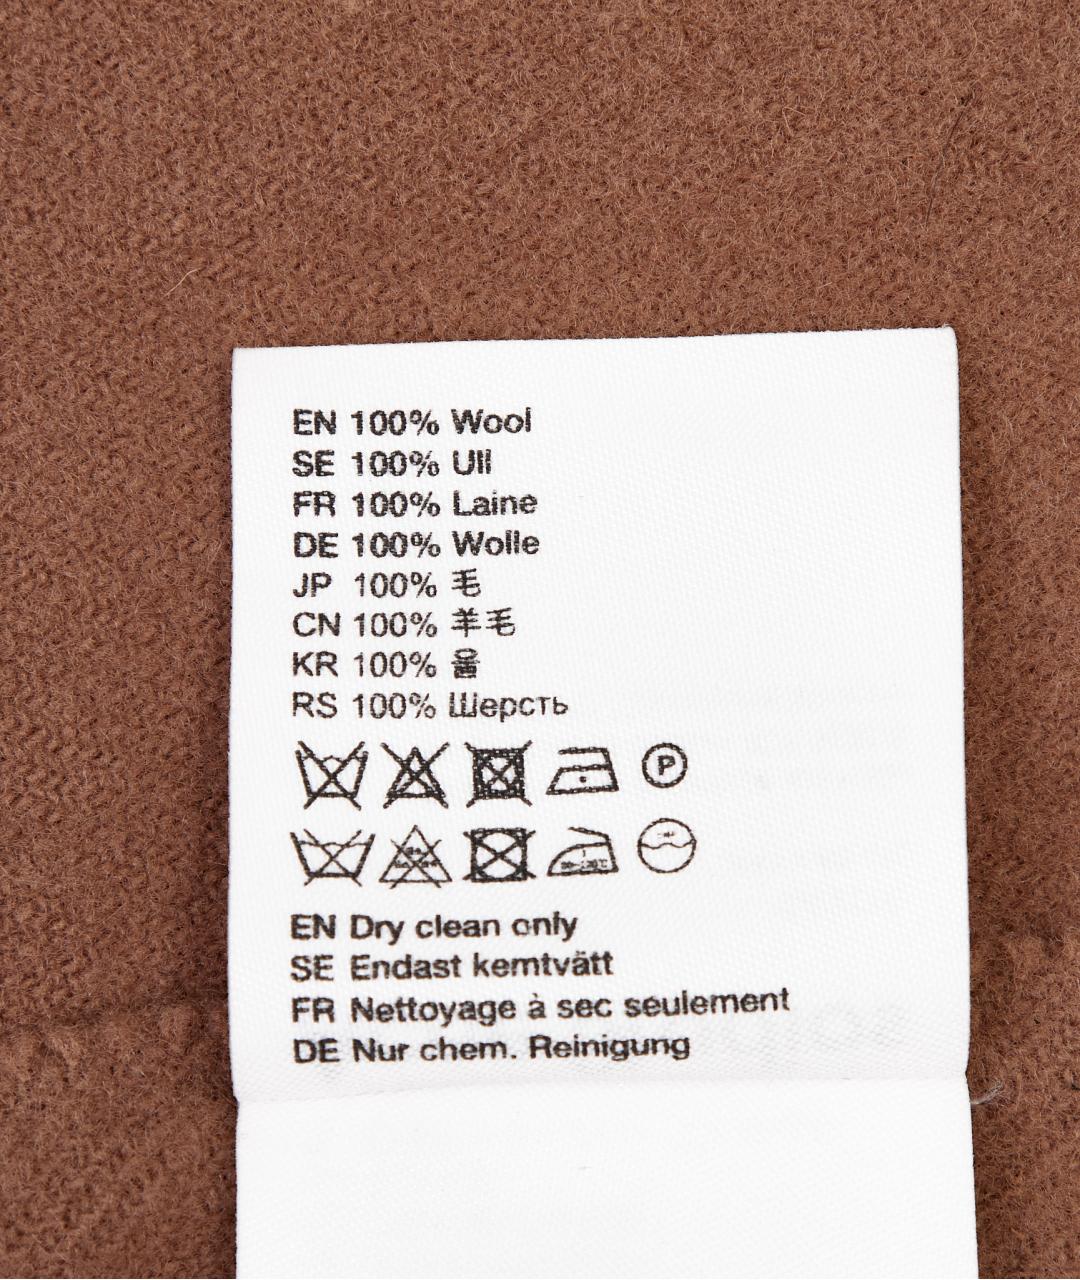 EN 100% Wool
SE 100% Ull
FR 100% Laine
DE 100% Wolle
JP 100% 毛
CN 100% 羊毛
KR 100% 울
RS 100% Шерсть
P
EN Dry clean only
SE Endast kemtvätt
FR Nettoyage à sec seulement
DE Nur chem. Reinigung